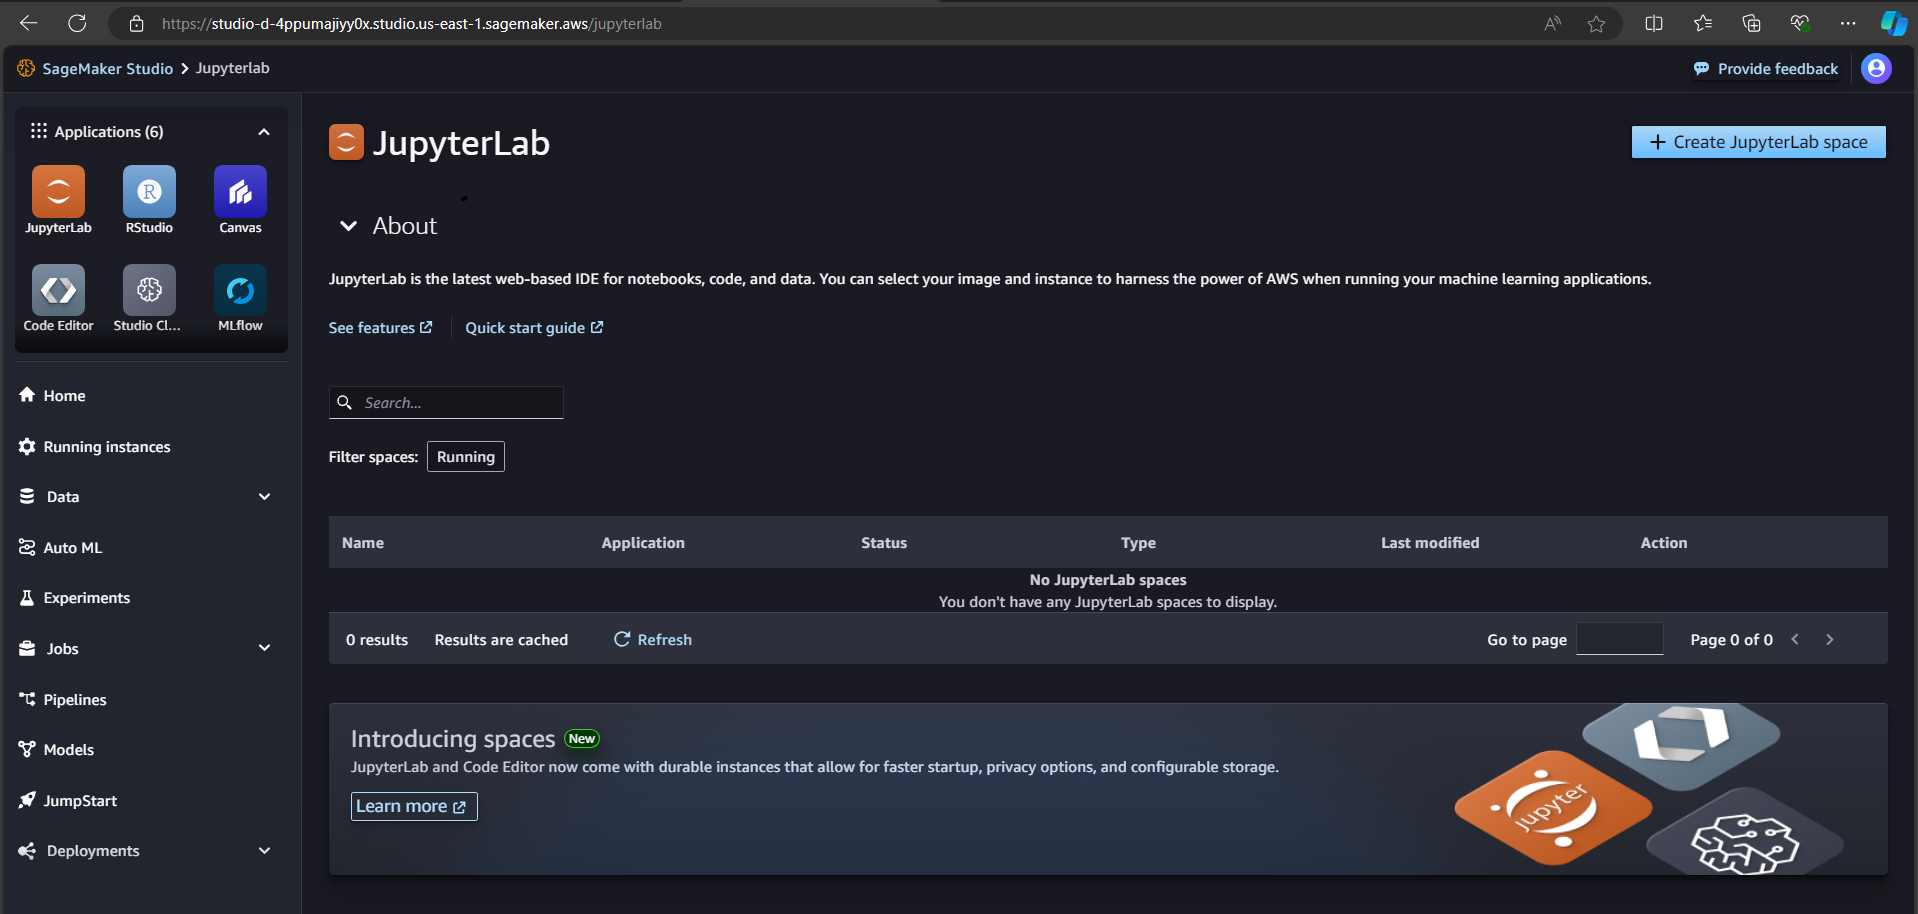 https://studio-d-4ppumajiyy0x.studio.us-east-1.sagemaker.aws/jupyterlab
SageMaker Studio > Jupyterlab
Provide feedback
Applications (6)
JupyterLab RStudio Canvas
Code Editor Studio Cl... MLflow
Home
Running instances
Data
Auto ML
Experiments
Jobs
Pipelines
Models
JumpStart
Deployments
JupyterLab
+ Create JupyterLab space
About
JupyterLab is the latest web-based IDE for notebooks, code, and data. You can select your image and instance to harness the power of AWS when running your machine learning applications.
See features Quick start guide
Search...
Filter spaces: Running
Name Application Status Type Last modified Action
No JupyterLab spaces
You don't have any JupyterLab spaces to display.
0 results Results are cached Refresh Go to page Page 0 of 0
Introducing spaces New
JupyterLab and Code Editor now come with durable instances that allow for faster startup, privacy options, and configurable storage.
Learn more
jupyter